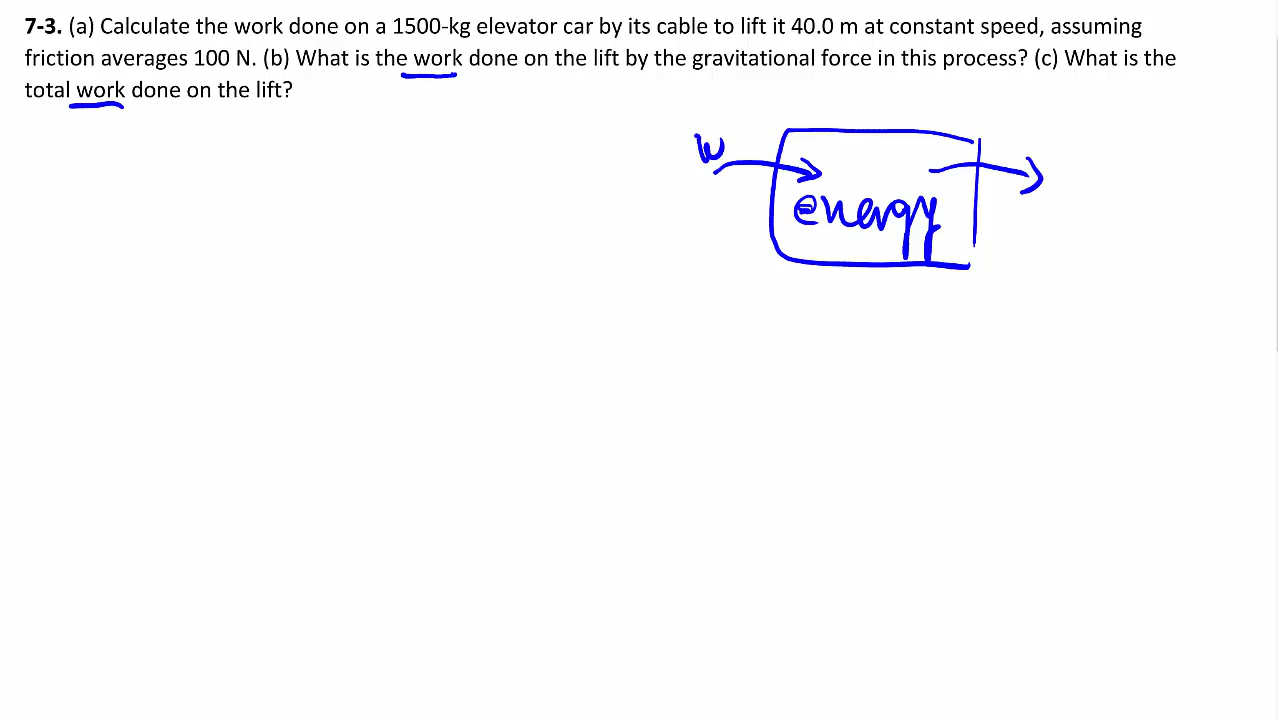 7-3. (a) Calculate the work done on a 1500-kg elevator car by its cable to lift it 40.0 m at constant speed, assuming
friction averages 100 N. (b) What is the work done on the lift by the gravitational force in this process? (c) What is the
total work done on the lift?
W
energy